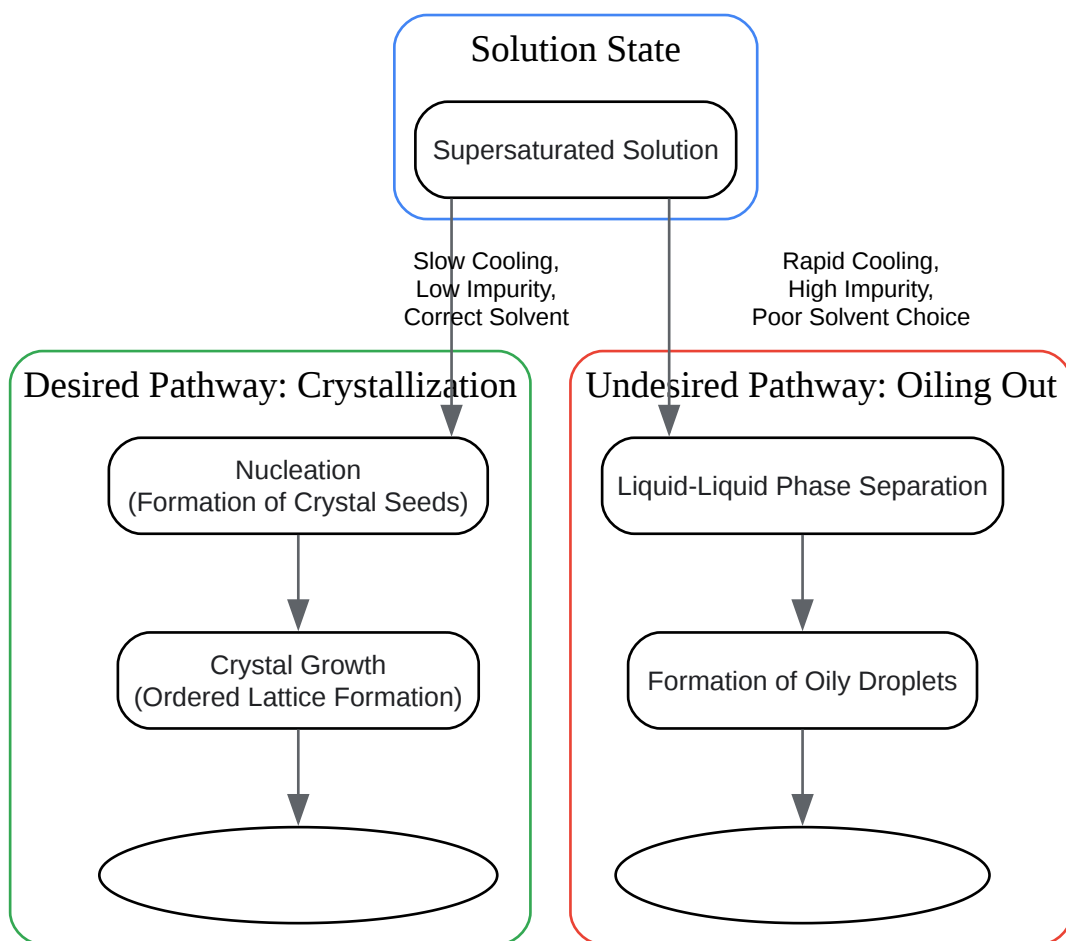 Solution State
Supersaturated Solution
Slow Cooling,
Low Impurity,
Correct Solvent
Rapid Cooling,
High Impurity,
Poor Solvent Choice
Desired Pathway: Crystallization
Nucleation
(Formation of Crystal Seeds)
Crystal Growth
(Ordered Lattice Formation)
Undesired Pathway: Oiling Out
Liquid-Liquid Phase Separation
Formation of Oily Droplets